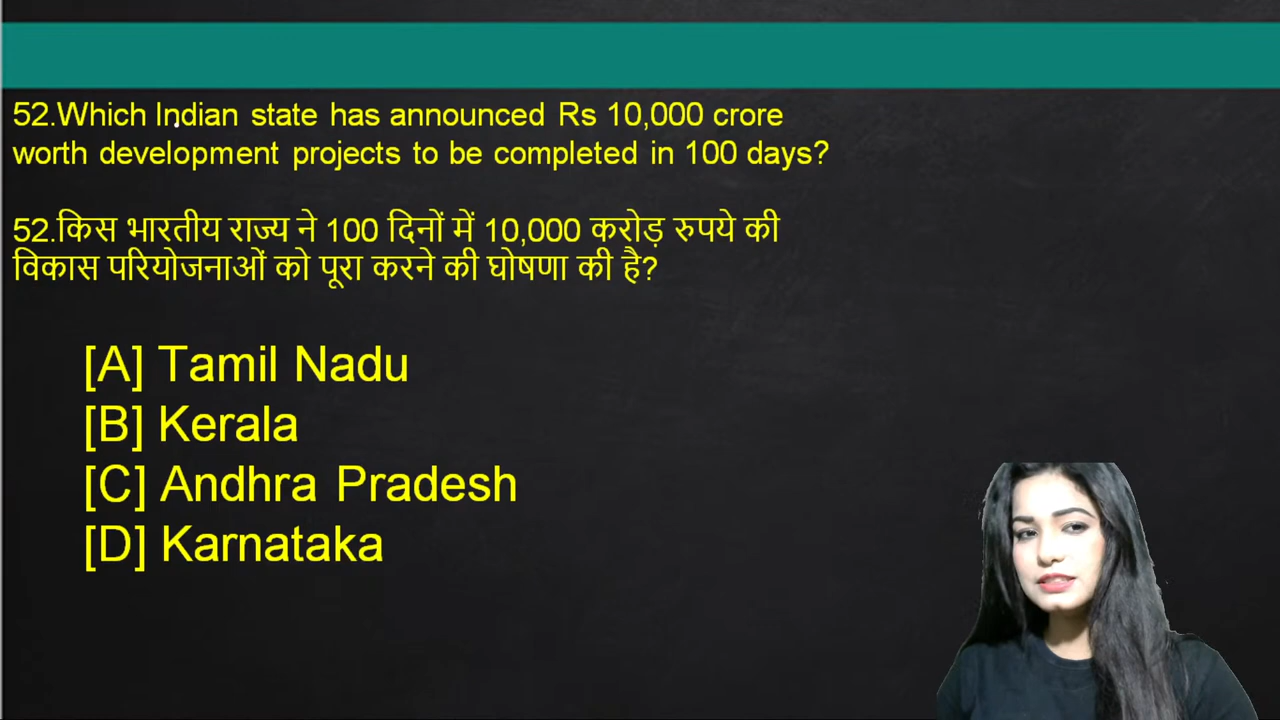 52.Which Indian state has announced Rs 10,000 crore
worth development projects to be completed in 100 days?
52.किस भारतीय राज्य ने 100 दिनों में 10,000 करोड़ रुपये की
विकास परियोजनाओं को पूरा करने की घोषणा की है?
[A] Tamil Nadu
[B] Kerala
[C] Andhra Pradesh
[D] Karnataka